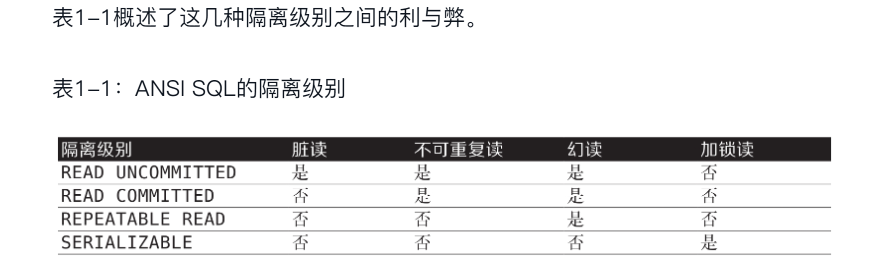 表1-1概述了这几种隔离级别之间的利与弊。
表1-1：ANSI SQL的隔离级别
隔离级别 脏读 不可重复读 幻读 加锁读
READ UNCOMMITTED 是 是 是 否
READ COMMITTED 否 是 是 否
REPEATABLE READ 否 否 是 否
SERIALIZABLE 否 否 否 是